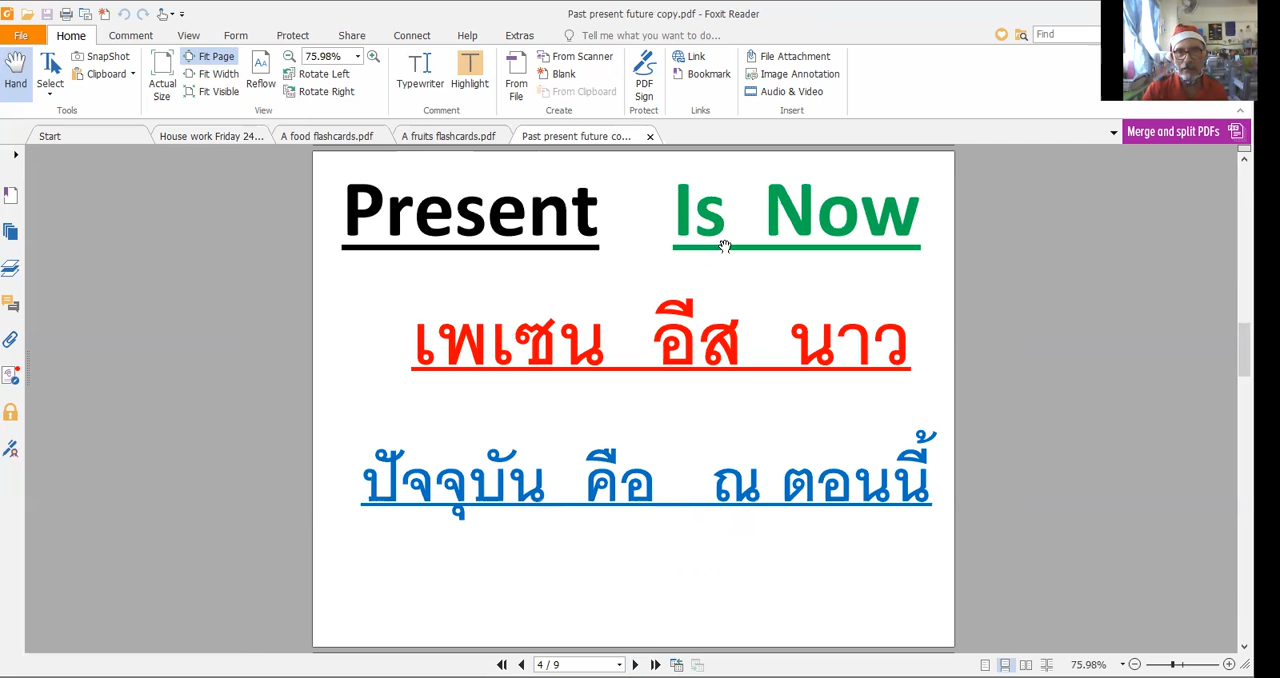 Past present future copy.pdf - Foxit Reader
File Home Comment View Form Protect Share Connect Help Extras Tell me what you want to do... Find
Hand
Select
SnapShot
Clipboard
Tools
Actual Size
Fit Page
Fit Width
Fit Visible
Reflow
75.98%
Rotate Left
Rotate Right
View
Typewriter
Highlight
Comment
From File
From Scanner
Blank
From Clipboard
Create
PDF Sign
Protect
Link
Bookmark
Links
File Attachment
Image Annotation
Audio & Video
Insert
Start House work Friday 24... A food flashcards.pdf A fruits flashcards.pdf Past present future co... Merge and split PDFs
Present Is Now
เพเซน อีส นาว
ปัจจุบัน คือ ณ ตอนนี้
4 / 9 75.98%